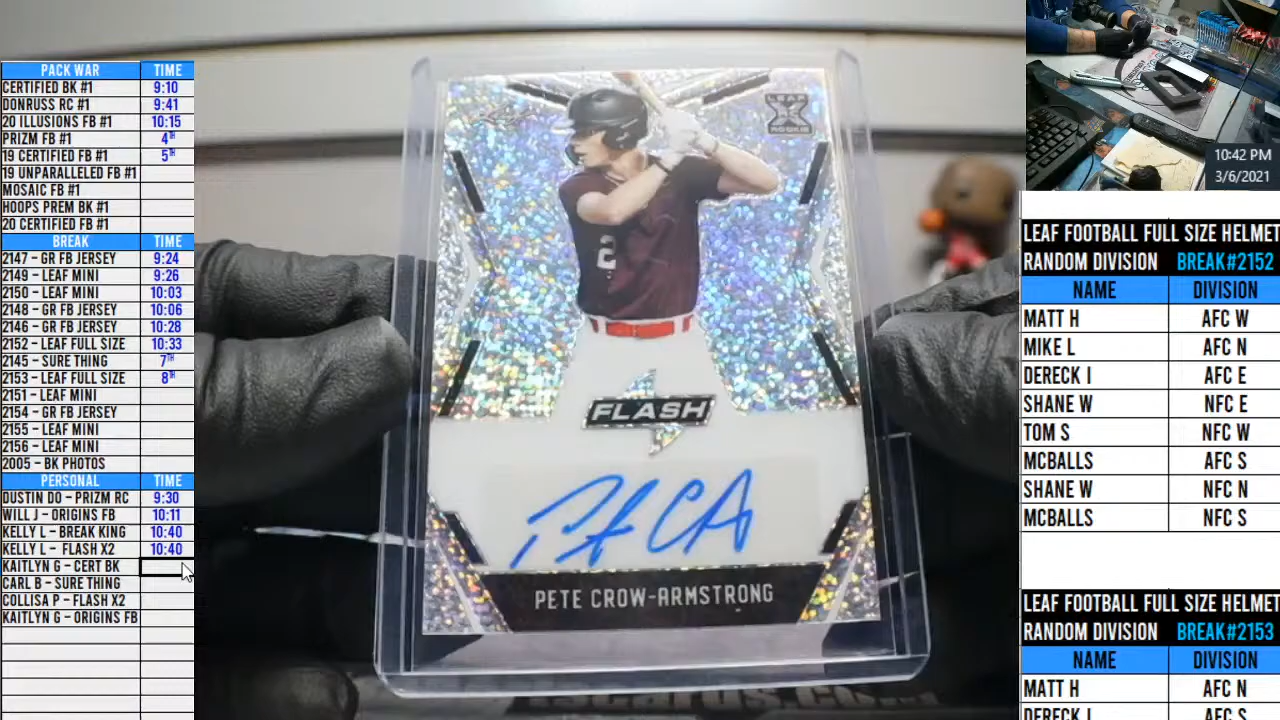 PACK WAR TIME
CERTIFIED BK #1 9:10
DONRUSS RC #1 9:41
20 ILLUSIONS FB #1 10:15
PRIZM FB #1 4TH
19 CERTIFIED FB #1 5TH
19 UNPARALLELED FB #1
MOSAIC FB #1
HOOPS PREM BK #1
20 CERTIFIED FB #1
BREAK TIME
2147 - GR FB JERSEY 9:24
2149 - LEAF MINI 9:26
2150 - LEAF MINI 10:03
2148 - GR FB JERSEY 10:06
2146 - GR FB JERSEY 10:28
2152 - LEAF FULL SIZE 10:33
2145 - SURE THING 7TH
2153 - LEAF FULL SIZE 8TH
2151 - LEAF MINI
2154 - GR FB JERSEY
2155 - LEAF MINI
2156 - LEAF MINI
2005 - BK PHOTOS
PERSONAL TIME
DUSTIN DO - PRIZM RC 9:30
WILL J - ORIGINS FB 10:11
KELLY L - BREAK KING 10:40
KELLY L - FLASH X2 10:40
KAITLYN G - CERT BK
CARL B - SURE THING
COLLISA P - FLASH X2
KAITLYN G - ORIGINS FB
LEAF
X
ROOKIE
2
FLASH
PETE CROW-ARMSTRONG
10:42 PM
3/6/2021
LEAF FOOTBALL FULL SIZE HELMET
RANDOM DIVISION BREAK#2152
NAME DIVISION
MATT H AFC W
MIKE L AFC N
DERECK I AFC E
SHANE W NFC E
TOM S NFC W
MCBALLS AFC S
SHANE W NFC N
MCBALLS NFC S
LEAF FOOTBALL FULL SIZE HELMET
RANDOM DIVISION BREAK#2153
NAME DIVISION
MATT H AFC N
DERECK I AFC S